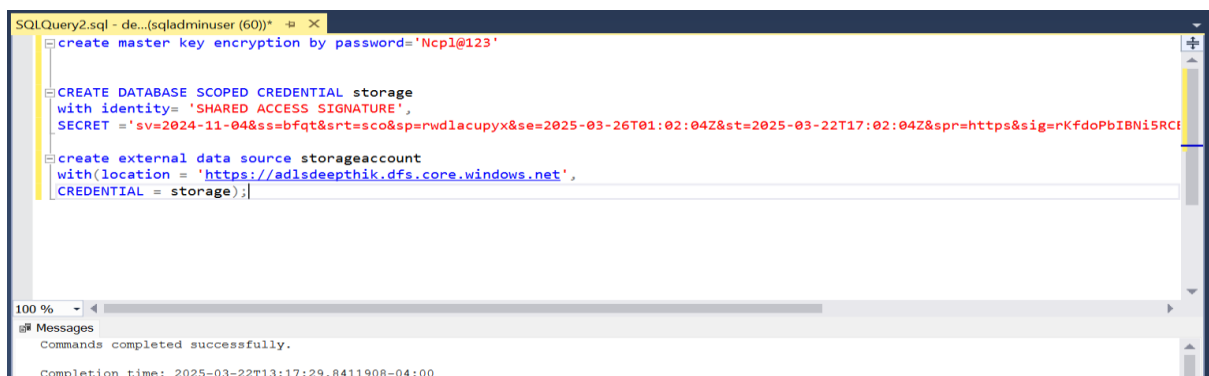 SQLQuery2.sql - de...(sqladminuser (60))*
create master key encryption by password='Ncpl@123'
CREATE DATABASE SCOPED CREDENTIAL storage
with identity= 'SHARED ACCESS SIGNATURE',
SECRET ='sv=2024-11-04&ss=bfqt&srt=sco&sp=rwdlacupyx&se=2025-03-26T01:02:04Z&st=2025-03-22T17:02:04Z&spr=https&sig=rKfdoPbIBNi5RCE
create external data source storageaccount
with(location = 'https://adlsdeepthik.dfs.core.windows.net',
CREDENTIAL = storage);
100 %
Messages
Commands completed successfully.
Completion time: 2025-03-22T13:17:29.8411908-04:00